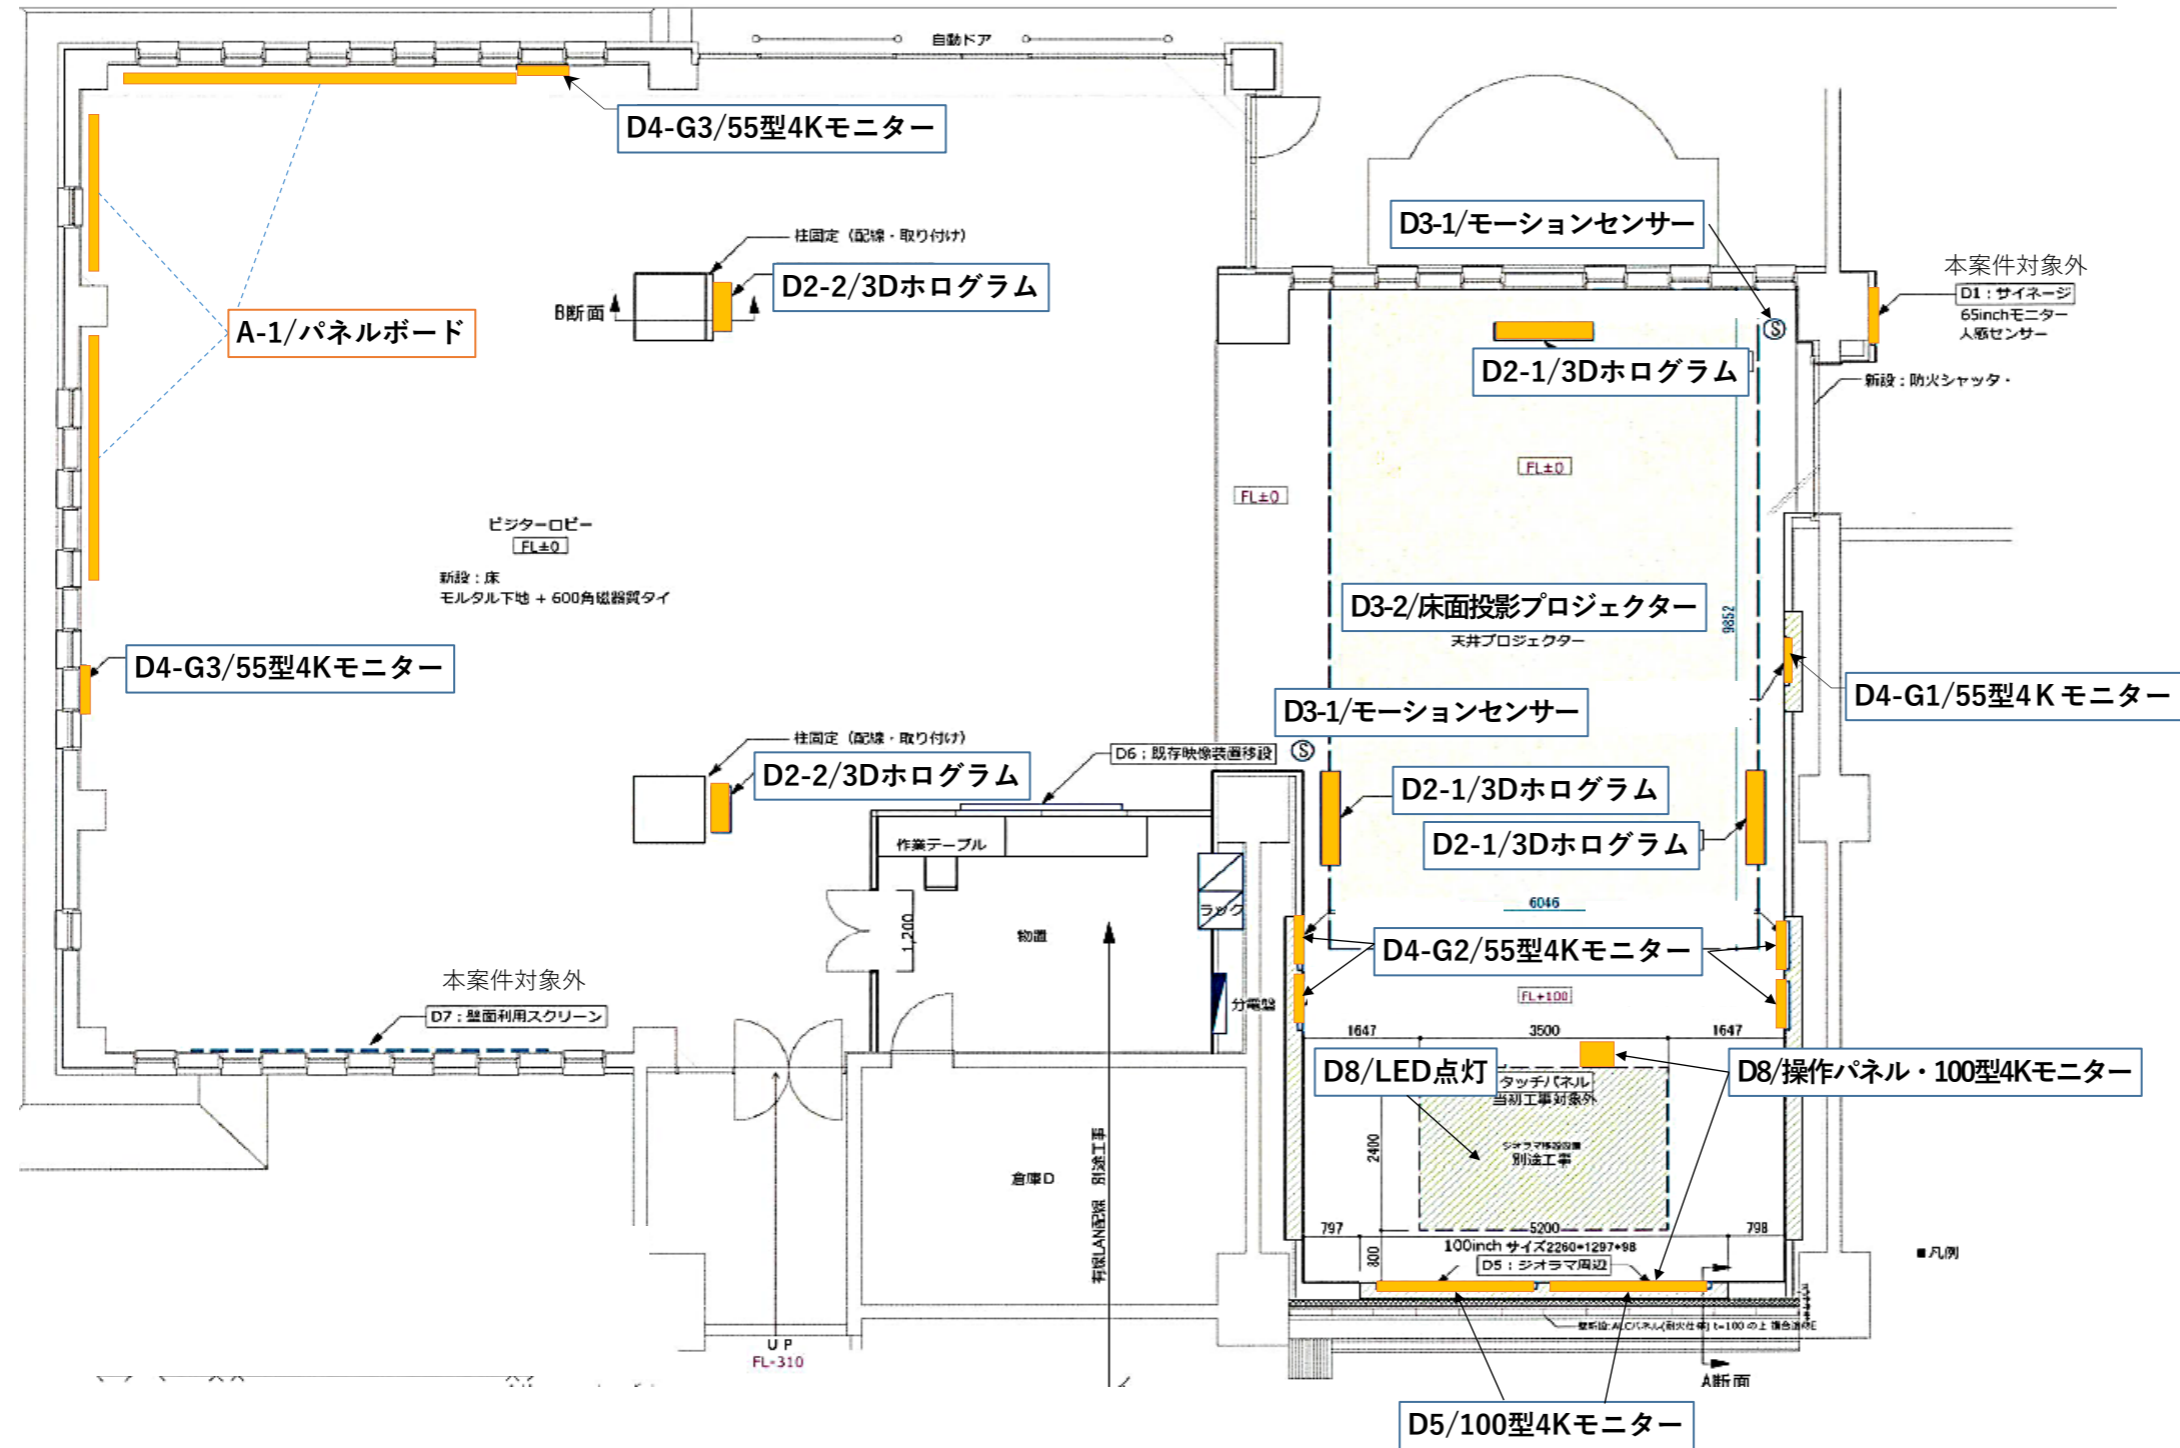 自動ドア
D4-G3/55型4Kモニター
柱固定（配線・取り付け）
B断面
D2-2/3Dホログラム
A-1/パネルボード
D3-1/モーションセンサー
本案件対象外
D1：サイネージ
65inchモニター
人感センサー
D2-1/3Dホログラム
新設：防火シャッタ・
FL±0
FL±0
ビジターロビー
FL±0
新設：床
モルタル下地 + 600角磁器質タイ
D3-2/床面投影プロジェクター
天井プロジェクター
9852
D4-G3/55型4Kモニター
D4-G1/55型4Kモニター
D3-1/モーションセンサー
柱固定（配線・取り付け）
D2-2/3Dホログラム
D6：既存映像装置移設
D2-1/3Dホログラム
D2-1/3Dホログラム
作業テーブル
ラック
6046
1,200
物置
D4-G2/55型4Kモニター
本案件対象外
D7：壁面利用スクリーン
分電盤
FL+100
1647
3500
1647
D8/LED点灯
タッチパネル
当初工事対象外
D8/操作パネル・100型4Kモニター
2400
別途工事
倉庫D
有線LAN配線 別途工事
797
5200
798
100inch サイズ2260*1297*98
800
D5：ジオラマ周辺
■凡例
UP
FL-310
A断面
D5/100型4Kモニター